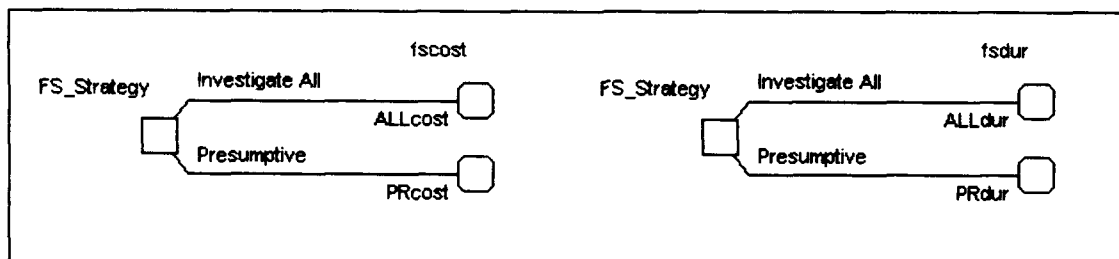 fscost
FS_Strategy
Investigate All
ALLcost
Presumptive
PRcost
fsdur
FS_Strategy
Investigate All
ALLdur
Presumptive
PRdur